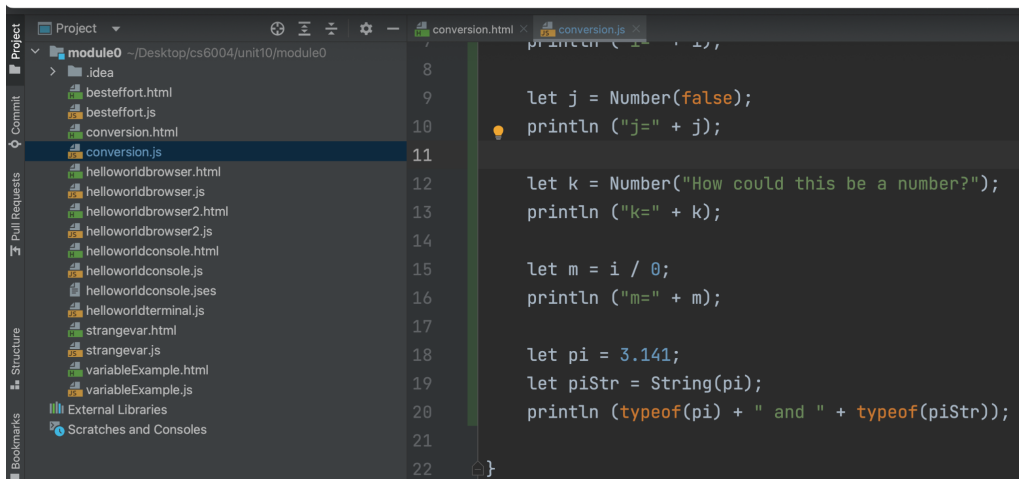 Project
Commit
Pull Requests
Structure
Bookmarks
Project
module0 ~/Desktop/cs6004/unit10/module0
.idea
besteffort.html
besteffort.js
conversion.html
conversion.js
helloworldbrowser.html
helloworldbrowser.js
helloworldbrowser2.html
helloworldbrowser2.js
helloworldconsole.html
helloworldconsole.js
helloworldconsole.jses
helloworldterminal.js
strangevar.html
strangevar.js
variableExample.html
variableExample.js
External Libraries
Scratches and Consoles
conversion.html
conversion.js
7 println ("i=" + i);
8
9 let j = Number(false);
10 println ("j=" + j);
11
12 let k = Number("How could this be a number?");
13 println ("k=" + k);
14
15 let m = i / 0;
16 println ("m=" + m);
17
18 let pi = 3.141;
19 let piStr = String(pi);
20 println (typeof(pi) + " and " + typeof(piStr));
21
22 }